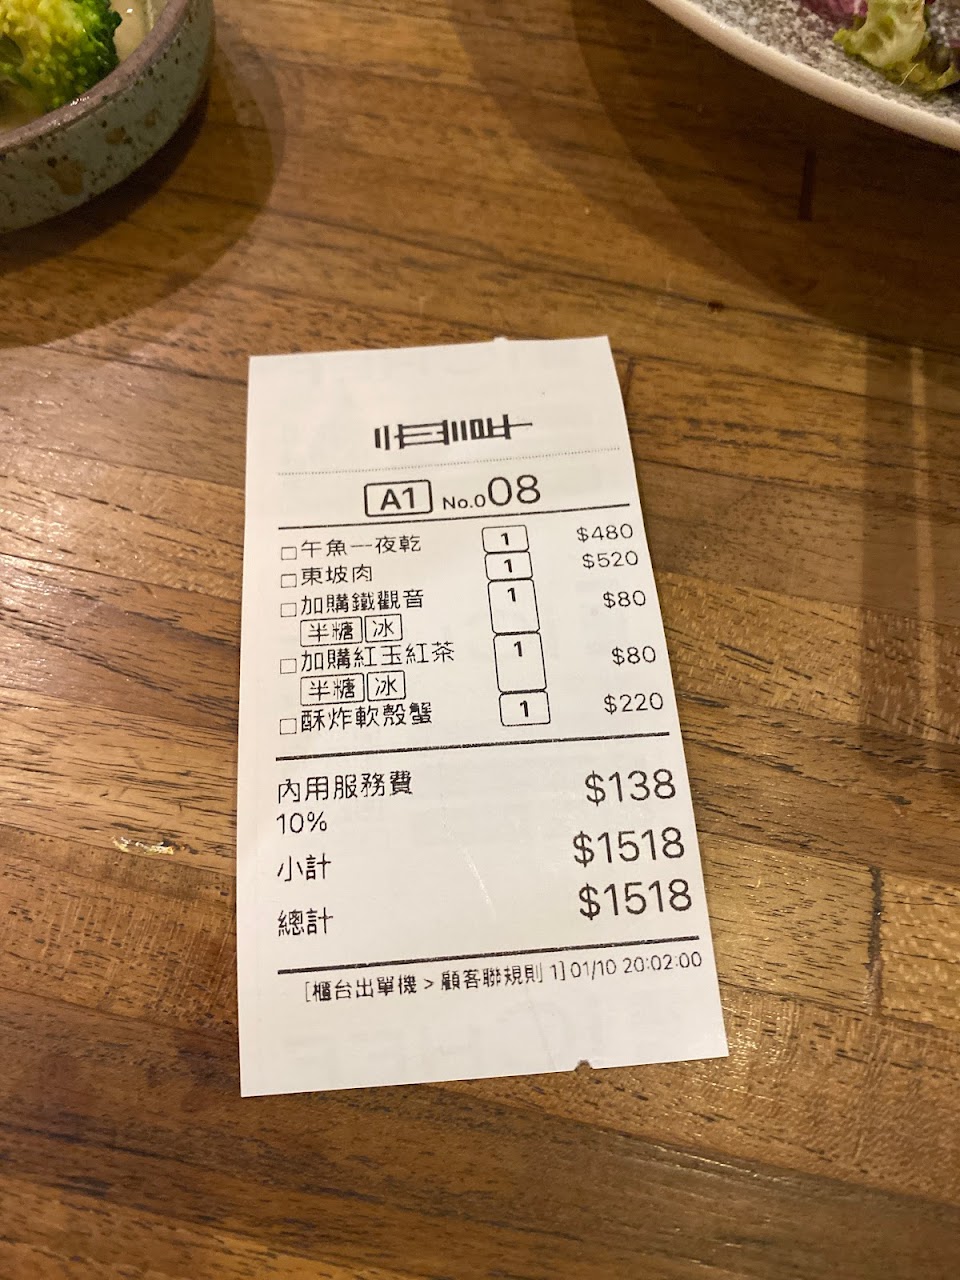 A1 No.008
□午魚一夜乾 1 $480
□東坡肉 1 $520
□加購鐵觀音 1 $80
半糖 冰
□加購紅玉紅茶 1 $80
半糖 冰
□酥炸軟殼蟹 1 $220
內用服務費 $138
10%
小計 $1518
總計 $1518
[櫃台出單機 > 顧客聯規則 1] 01/10 20:02:00